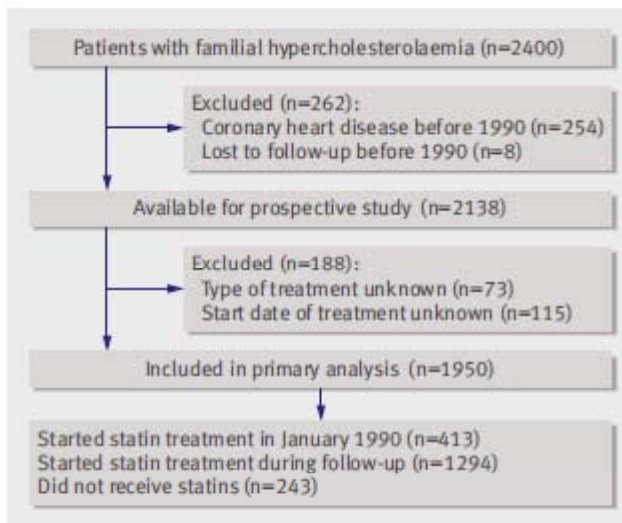 Patients with familial hypercholesterolaemia (n=2400)
Excluded (n=262):
Coronary heart disease before 1990 (n=254)
Lost to follow-up before 1990 (n=8)
Available for prospective study (n=2138)
Excluded (n=188):
Type of treatment unknown (n=73)
Start date of treatment unknown (n=115)
Included in primary analysis (n=1950)
Started statin treatment in January 1990 (n=413)
Started statin treatment during follow-up (n=1294)
Did not receive statins (n=243)